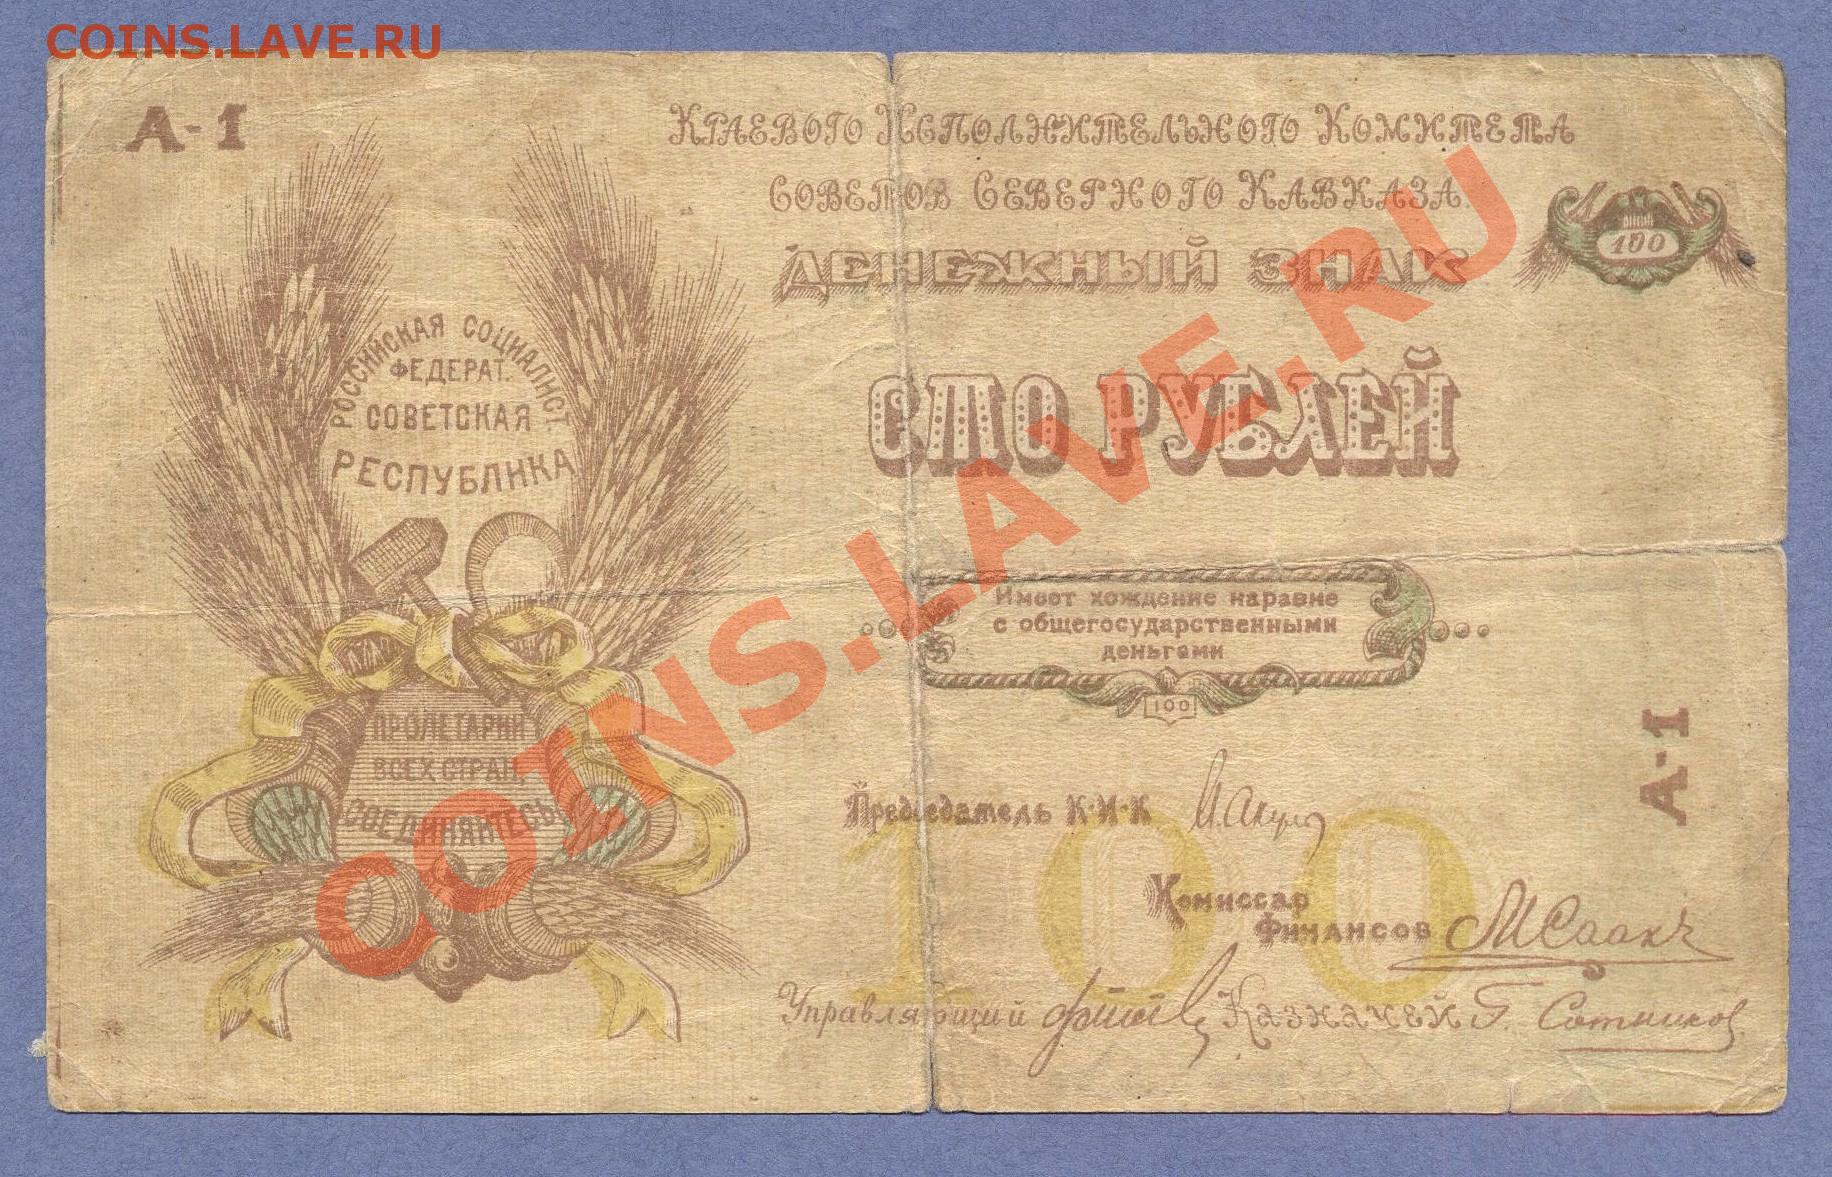 COINS.LAVE.RU
А-1
КРАЕВОГО ИСПОЛНИТЕЛЬНОГО КОМИТЕТА
СОВЕТОВ СЕВЕРНОГО КАВКАЗА.
ДЕНЕЖНЫЙ ЗНАК
100
СТО РУБЛЕЙ
РОССИЙСКАЯ СОЦИАЛИСТ.
ФЕДЕРАТ.
СОВЕТСКАЯ
РЕСПУБЛИКА
Имеет хождение наравне
с общегосударственными
деньгами
100
ПРОЛЕТАРИИ
ВСЕХ СТРАН,
СОЕДИНЯЙТЕСЬ
А-1
Председатель К·И·К
100
Комиссар
Финансов
Управляющий
Казначей Г. Сотников
COINS.LAVE.RU